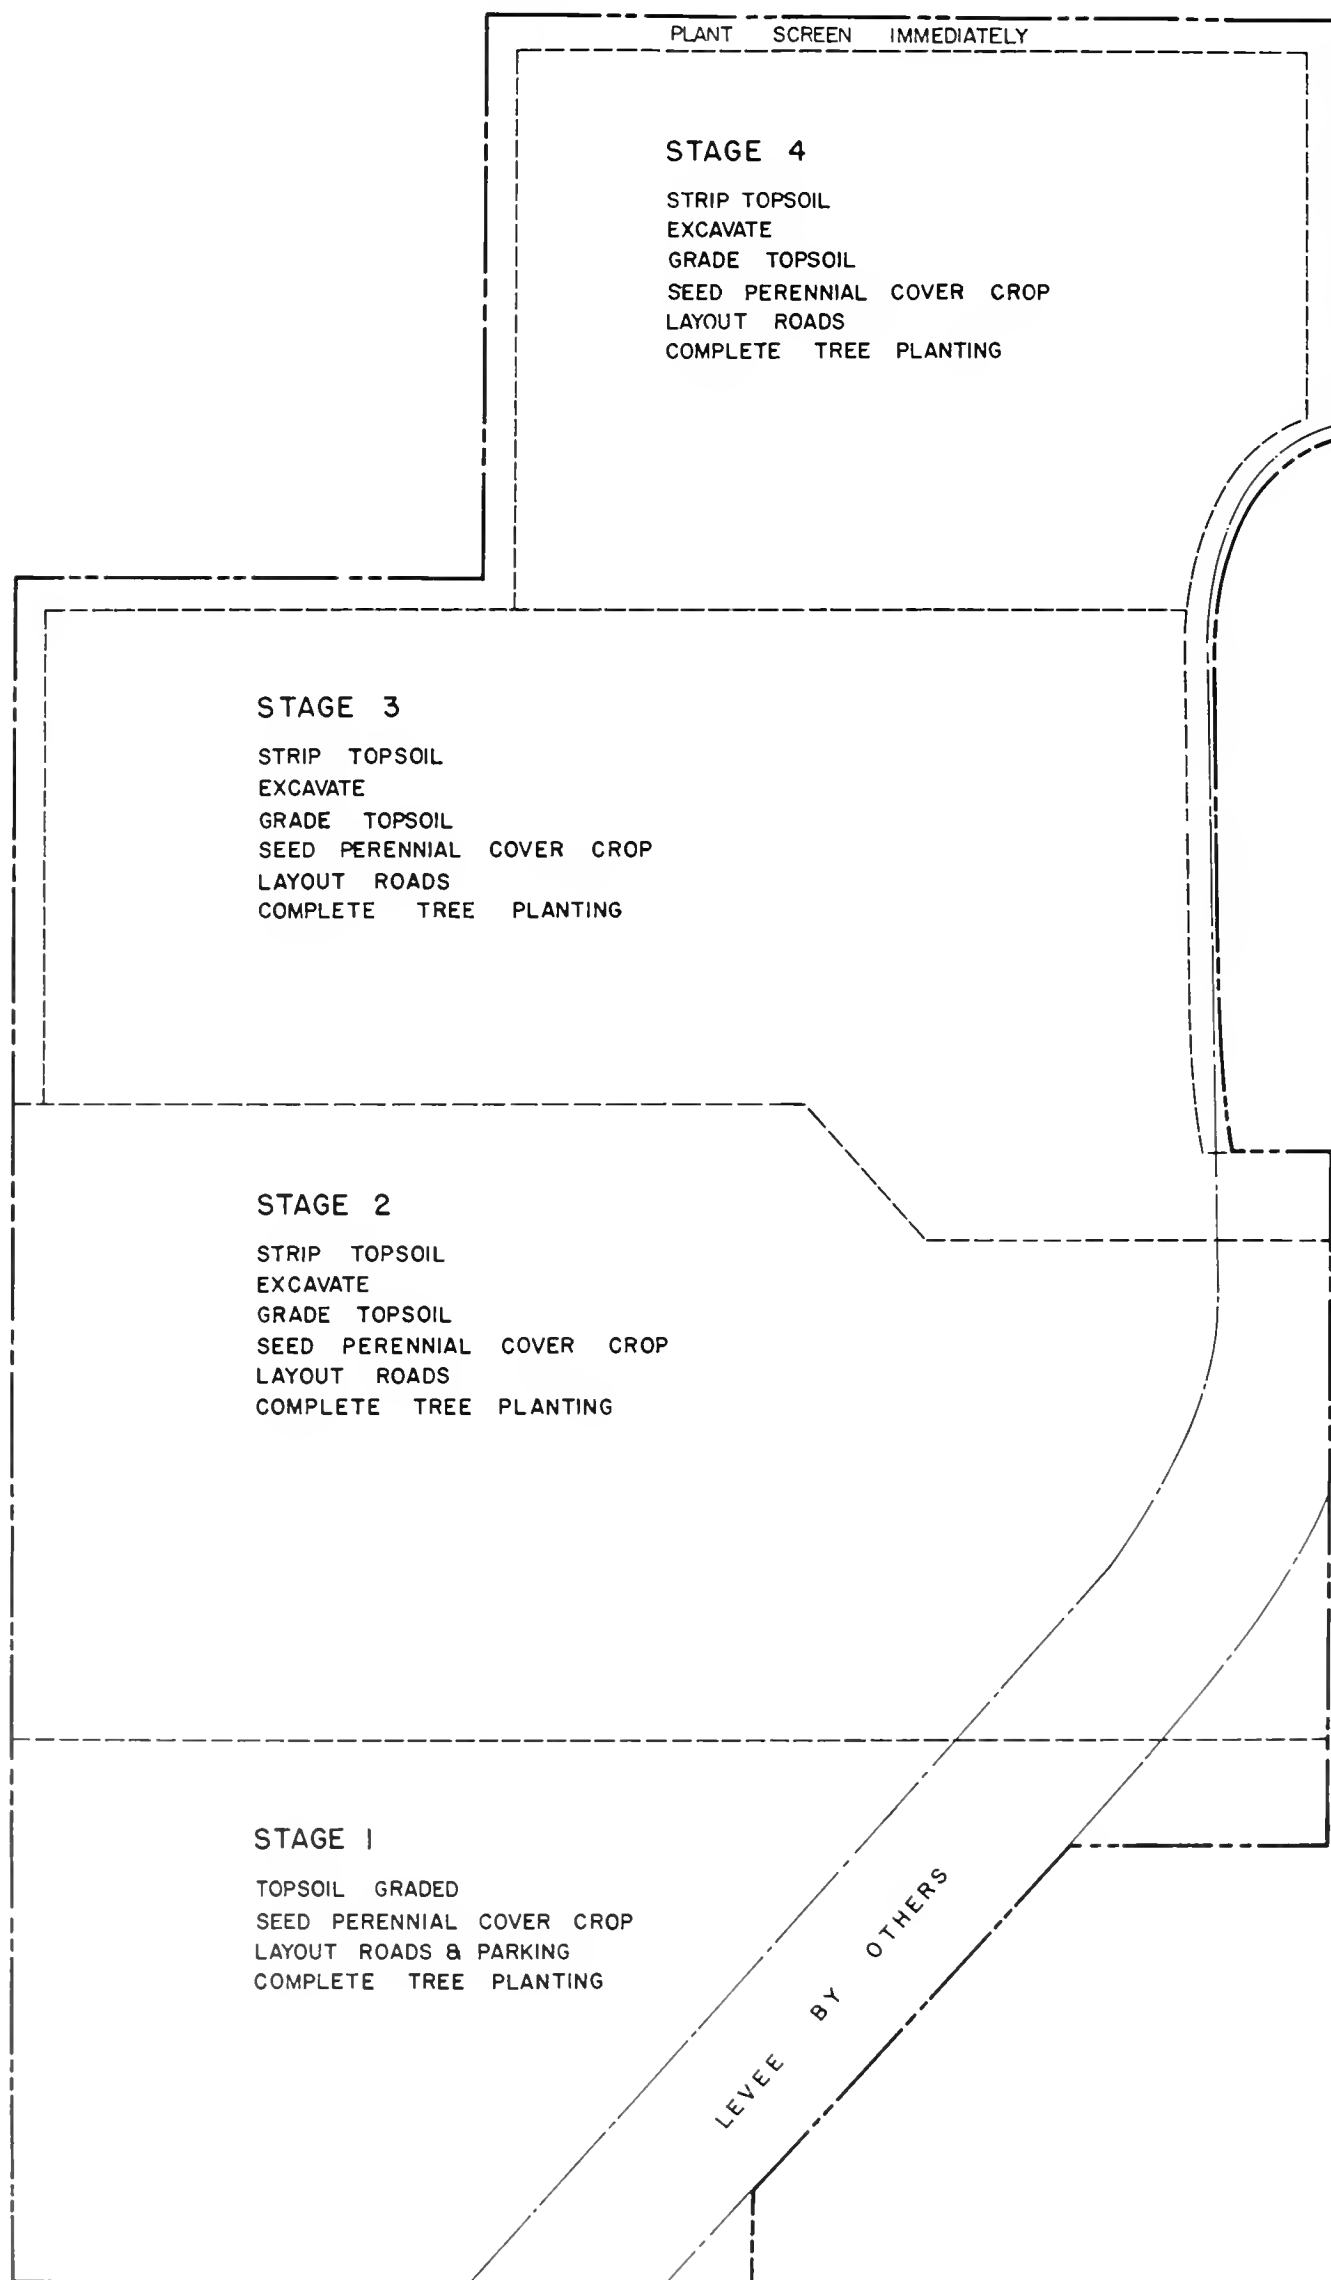 PLANT SCREEN IMMEDIATELY
STAGE 4
STRIP TOPSOIL
EXCAVATE
GRADE TOPSOIL
SEED PERENNIAL COVER CROP
LAYOUT ROADS
COMPLETE TREE PLANTING
STAGE 3
STRIP TOPSOIL
EXCAVATE
GRADE TOPSOIL
SEED PERENNIAL COVER CROP
LAYOUT ROADS
COMPLETE TREE PLANTING
STAGE 2
STRIP TOPSOIL
EXCAVATE
GRADE TOPSOIL
SEED PERENNIAL COVER CROP
LAYOUT ROADS
COMPLETE TREE PLANTING
STAGE 1
TOPSOIL GRADED
SEED PERENNIAL COVER CROP
LAYOUT ROADS & PARKING
COMPLETE TREE PLANTING
LEVEE BY OTHERS